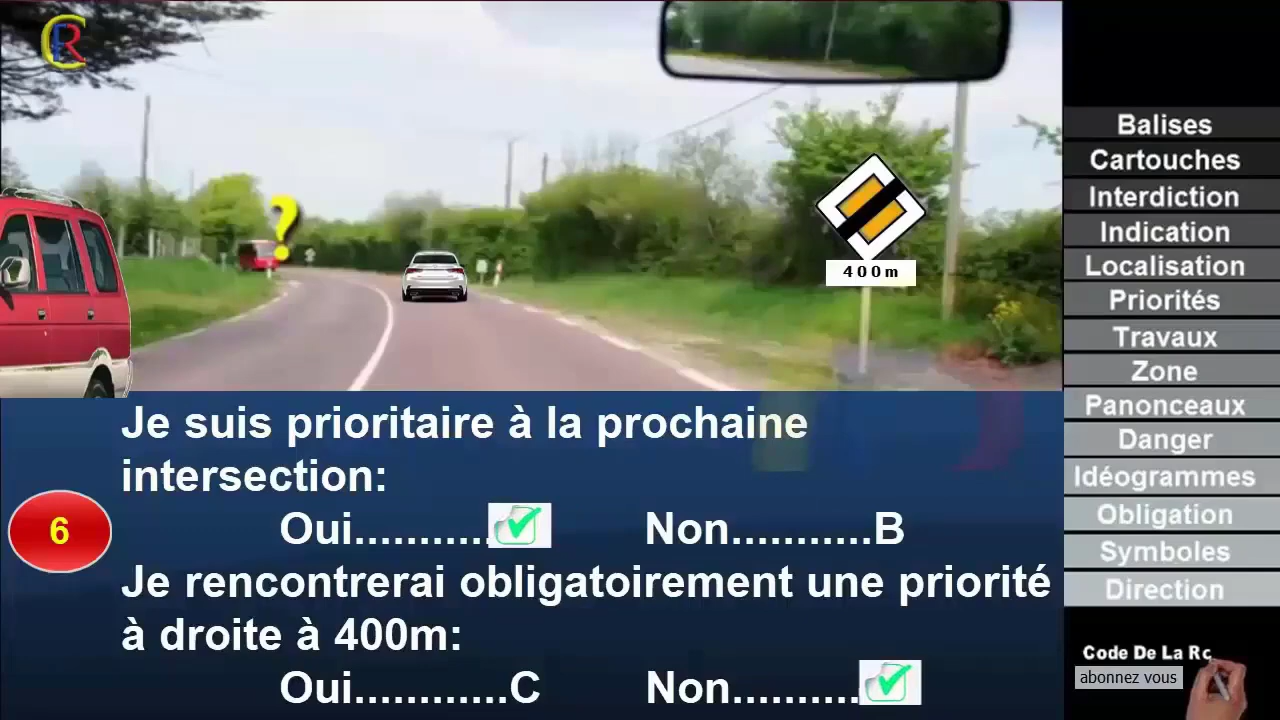 CR
?
400m
Je suis prioritaire à la prochaine
intersection:
Oui........... Non...........B
6
Je rencontrerai obligatoirement une priorité
à droite à 400m:
Oui............C Non.........
Balises
Cartouches
Interdiction
Indication
Localisation
Priorités
Travaux
Zone
Panonceaux
Danger
Idéogrammes
Obligation
Symboles
Direction
Code De La Rc
abonnez vous